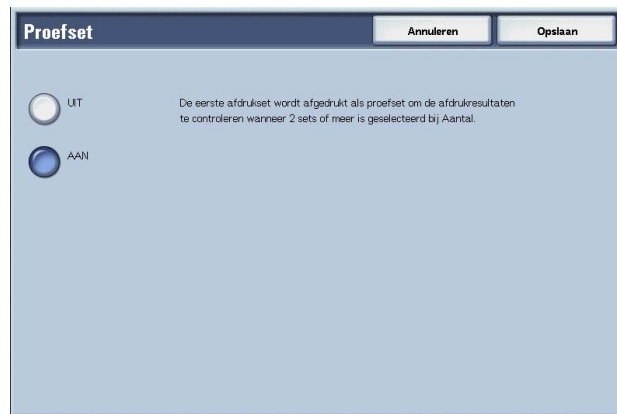 Proefset
Annuleren
Opslaan
UIT
De eerste afdrukset wordt afgedrukt als proefset om de afdrukresultaten
te controleren wanneer 2 sets of meer is geselecteerd bij Aantal.
AAN